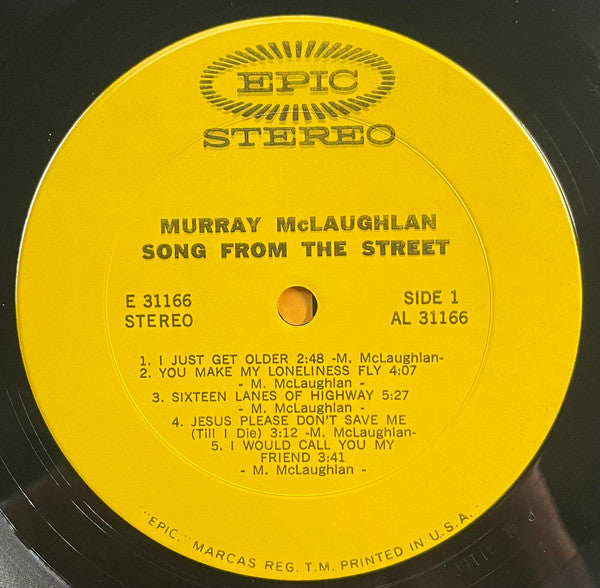 EPIC
STEREO
MURRAY McLAUGHLAN
SONG FROM THE STREET
E 31166
STEREO
SIDE 1
AL 31166
1. I JUST GET OLDER 2:48 -M. McLaughlan-
2. YOU MAKE MY LONELINESS FLY 4:07
- M. McLaughlan -
3. SIXTEEN LANES OF HIGHWAY 5:27
- M. McLaughlan -
4. JESUS PLEASE DON'T SAVE ME
(Till I Die) 3:12 -M. McLaughlan-
5. I WOULD CALL YOU MY
FRIEND 3:41
- M. McLaughlan -
"EPIC," MARCAS REG. T.M. PRINTED IN U.S.A.